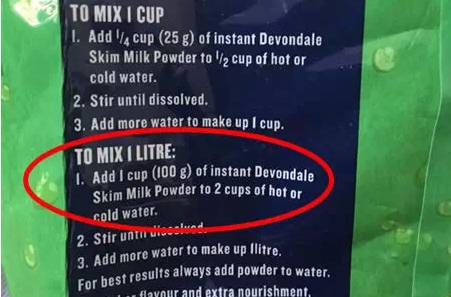 TO MIX 1 CUP
1. Add 1/4 cup (25 g) of instant Devondale
Skim Milk Powder to 1/2 cup of hot or
cold water.
2. Stir until dissolved.
3. Add more water to make up 1 cup.
TO MIX 1 LITRE:
1. Add 1 cup (100 g) of instant Devondale
Skim Milk Powder to 2 cups of hot or
cold water.
2. Stir until dissolved.
3. Add more water to make up 1litre.
For best results always add powder to water.
flavour and extra nourishment,